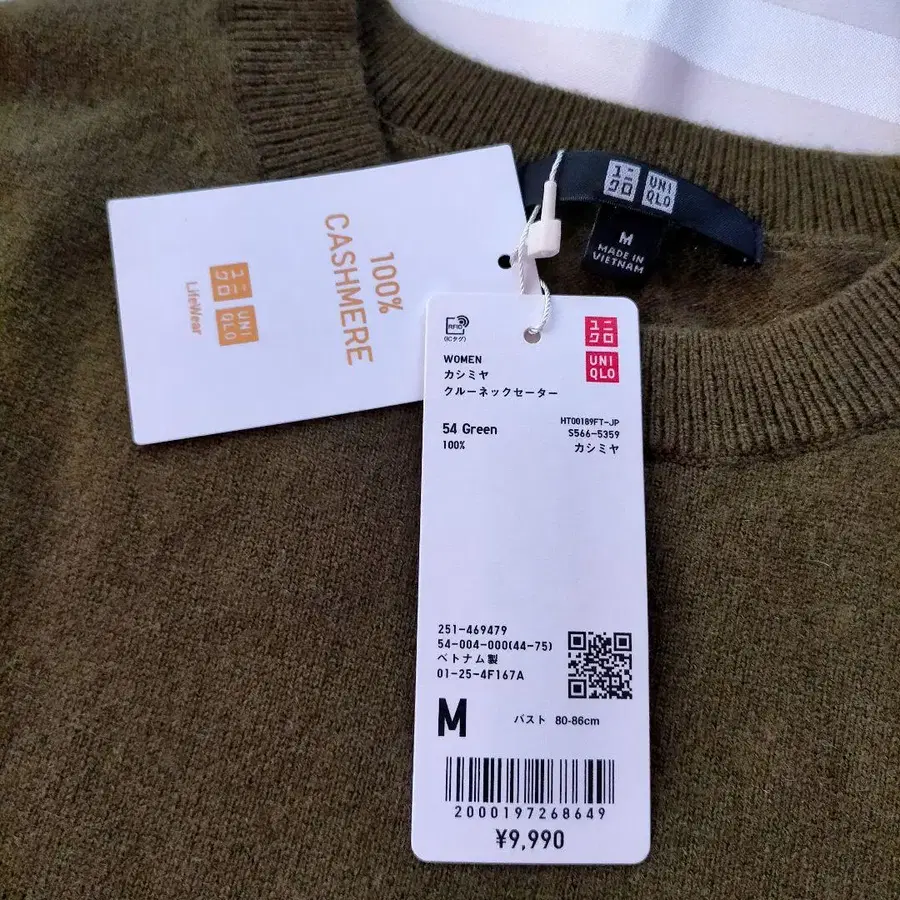 100%
CASHMERE
ユニ
クロ
UNI
QLO
LifeWear
ユニ
クロ
UNI
QLO
M
MADE IN
VIETNAM
RFID
(ICタグ)
ユニ
クロ
UNI
QLO
WOMEN
カシミヤ
クルーネックセーター
54 Green
HT00189FT-JP
S566-5359
100%
カシミヤ
251-469479
54-004-000(44-75)
ベトナム製
01-25-4F167A
M
バスト 80-86cm
2000197268649
¥9,990